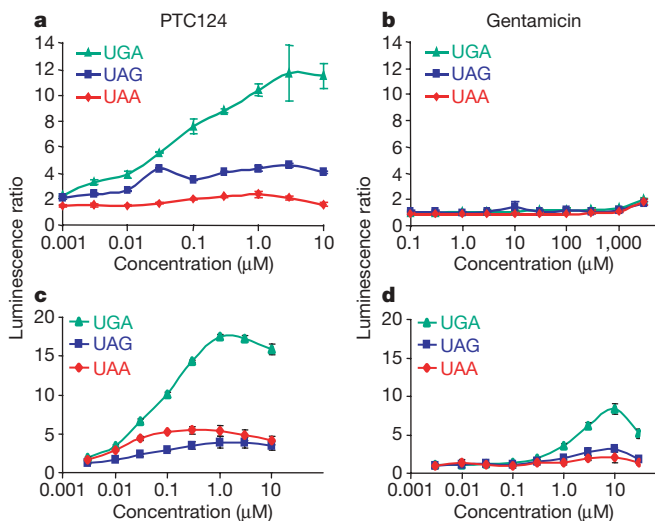 a PTC124
14
12
10
8
6
4
2
0
UGA
UAG
UAA
0.001 0.01 0.1 1.0 10
Concentration (μM)
b Gentamicin
14
12
10
8
6
4
2
0
UGA
UAG
UAA
0.1 1.0 10 100 1,000
Concentration (μM)
Luminescence ratio
Luminescence ratio
c
20
15
10
5
0
UGA
UAG
UAA
0.001 0.01 0.1 1.0 10
Concentration (μM)
d
20
15
10
5
0
UGA
UAG
UAA
0.001 0.01 0.1 1.0 10
Concentration (μM)